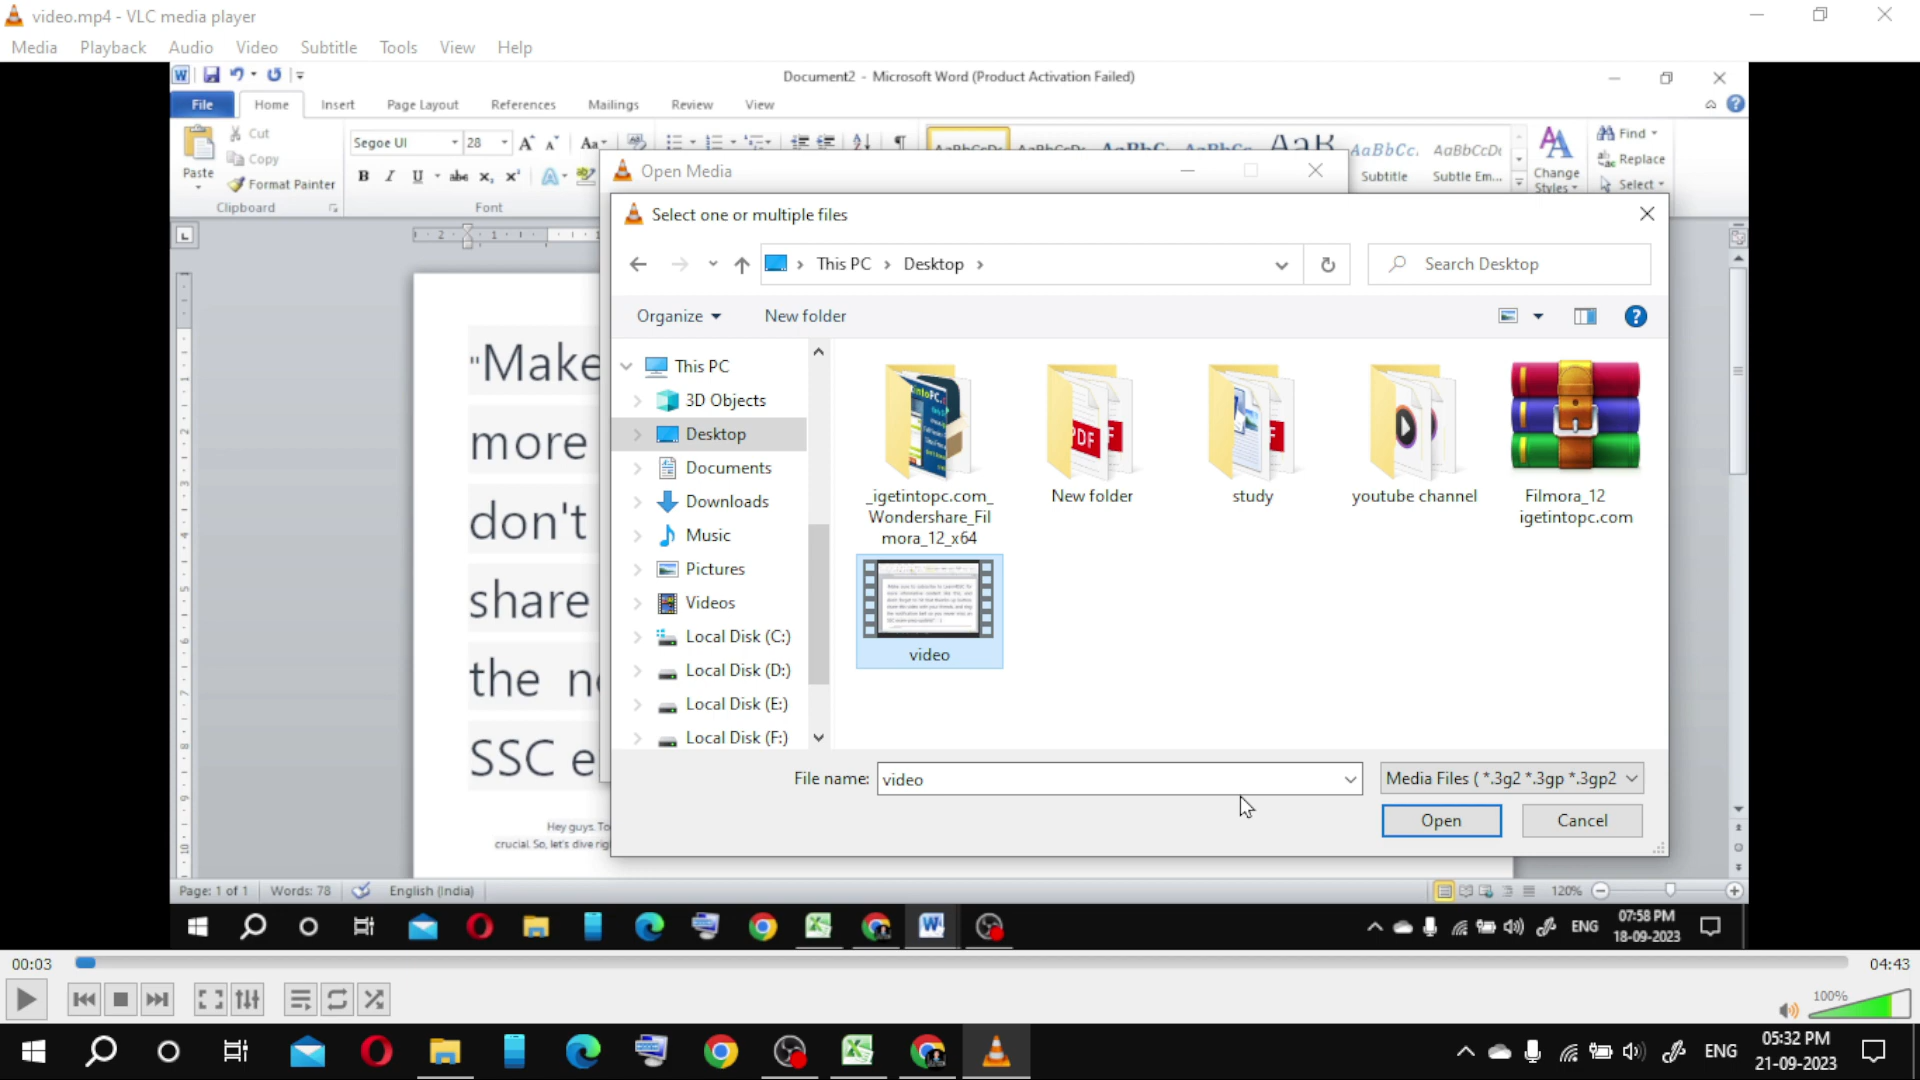 video.mp4 - VLC media player
Media Playback Audio Video Subtitle Tools View Help
Document2 - Microsoft Word (Product Activation Failed)
File Home Insert Page Layout References Mailings Review View
Cut
Copy
Format Painter
Paste
Clipboard
Segoe UI 28
Font
AaBbCc. AaBbCcDc
Subtitle Subtle Em...
Change
Styles
Find
Replace
Select
Open Media
Select one or multiple files
This PC > Desktop >
Search Desktop
Organize New folder
This PC
3D Objects
Desktop
Documents
Downloads
Music
Pictures
Videos
Local Disk (C:)
Local Disk (D:)
Local Disk (E:)
Local Disk (F:)
_igetintopc.com_
Wondershare_Fil
mora_12_x64
New folder
study
youtube channel
Filmora_12
igetintopc.com
video
File name: video
Media Files ( *.3g2 *.3gp *.3gp2
Open Cancel
"Make
more
don't
share
the
SSC
Hey guys.
crucial. So, let's dive
Page: 1 of 1 Words: 78 English (India) 120%
ENG
07:58 PM
18-09-2023
00:03 04:43
100%
ENG
05:32 PM
21-09-2023